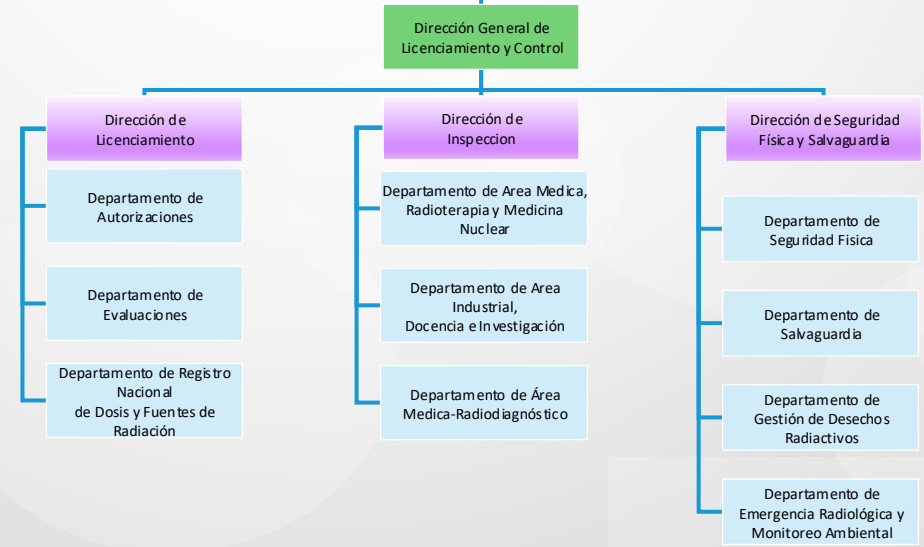 Dirección General de
Licenciamiento y Control
Dirección de
Licenciamiento
Departamento de
Autorizaciones
Departamento de
Evaluaciones
Departamento de Registro
Nacional
de Dosis y Fuentes de
Radiación
Dirección de
Inspeccion
Departamento de Area Medica,
Radioterapia y Medicina
Nuclear
Departamento de Area
Industrial,
Docencia e Investigación
Departamento de Área
Medica-Radiodiagnóstico
Dirección de Seguridad
Física y Salvaguardia
Departamento de
Seguridad Fisica
Departamento de
Salvaguardia
Departamento de
Gestión de Desechos
Radiactivos
Departamento de
Emergencia Radiológica y
Monitoreo Ambiental